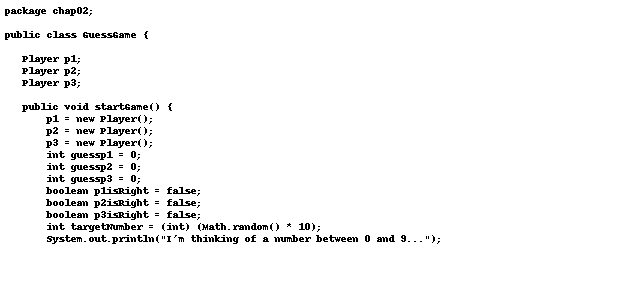 package chap02;
public class GuessGame {
Player p1;
Player p2;
Player p3;
public void startGame() {
p1 = new Player();
p2 = new Player();
p3 = new Player();
int guessp1 = 0;
int guessp2 = 0;
int guessp3 = 0;
boolean p1isRight = false;
boolean p2isRight = false;
boolean p3isRight = false;
int targetNumber = (int) (Math.random() * 10);
System.out.println("I'm thinking of a number between 0 and 9...");